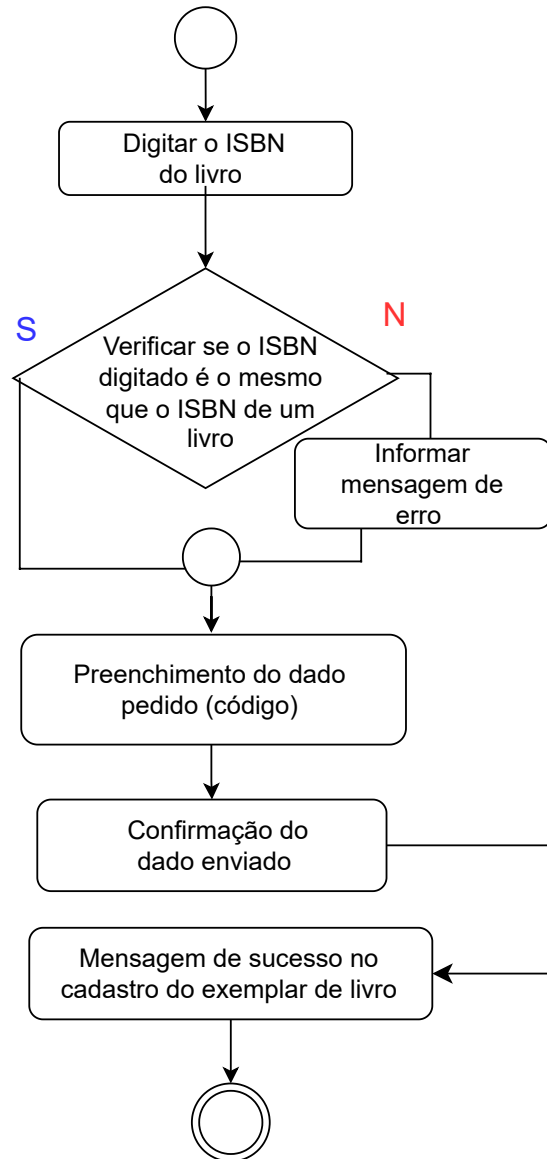 Digitar o ISBN
do livro
S
N
Verificar se o ISBN
digitado é o mesmo
que o ISBN de um
livro
Informar
mensagem de
erro
Preenchimento do dado
pedido (código)
Confirmação do
dado enviado
Mensagem de sucesso no
cadastro do exemplar de livro